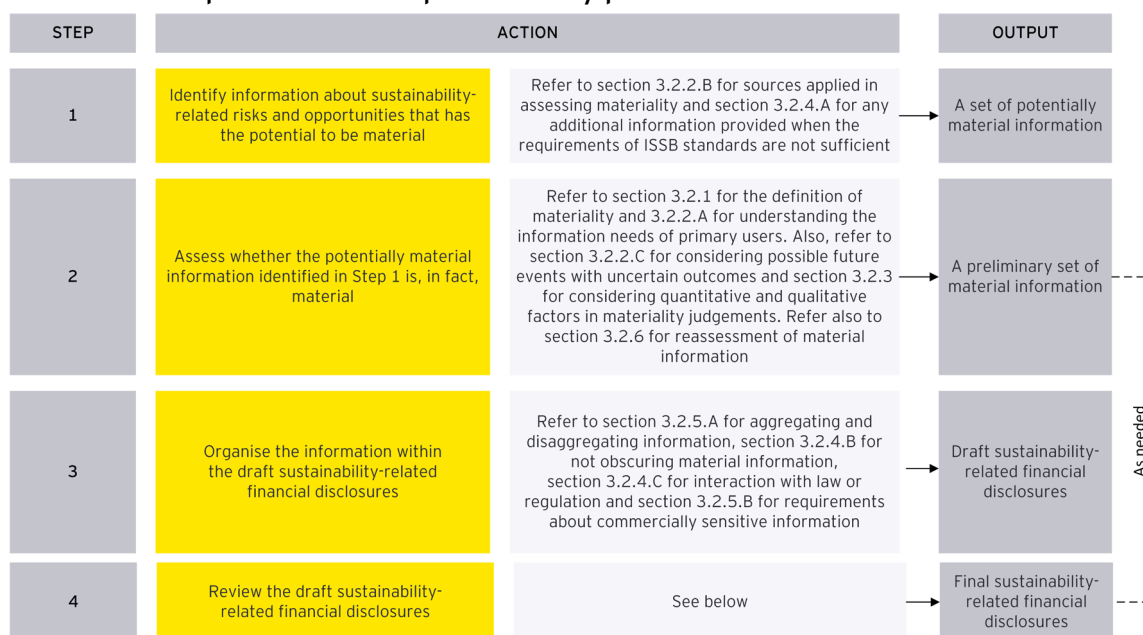 STEP
ACTION
OUTPUT
1
Identify information about sustainability-
related risks and opportunities that has
the potential to be material
Refer to section 3.2.2.B for sources applied in
assessing materiality and section 3.2.4.A for any
additional information provided when the
requirements of ISSB standards are not sufficient
A set of potentially
material information
2
Assess whether the potentially material
information identified in Step 1 is, in fact,
material
Refer to section 3.2.1 for the definition of
materiality and 3.2.2.A for understanding the
information needs of primary users. Also, refer to
section 3.2.2.C for considering possible future
events with uncertain outcomes and section 3.2.3
for considering quantitative and qualitative
factors in materiality judgements. Refer also to
section 3.2.6 for reassessment of material
information
A preliminary set of
material information
3
Organise the information within
the draft sustainability-related
financial disclosures
Refer to section 3.2.5.A for aggregating and
disaggregating information, section 3.2.4.B for
not obscuring material information,
section 3.2.4.C for interaction with law or
regulation and section 3.2.5.B for requirements
about commercially sensitive information
Draft sustainability-
related financial
disclosures
As needed
4
Review the draft sustainability-
related financial disclosures
See below
Final sustainability-
related financial
disclosures